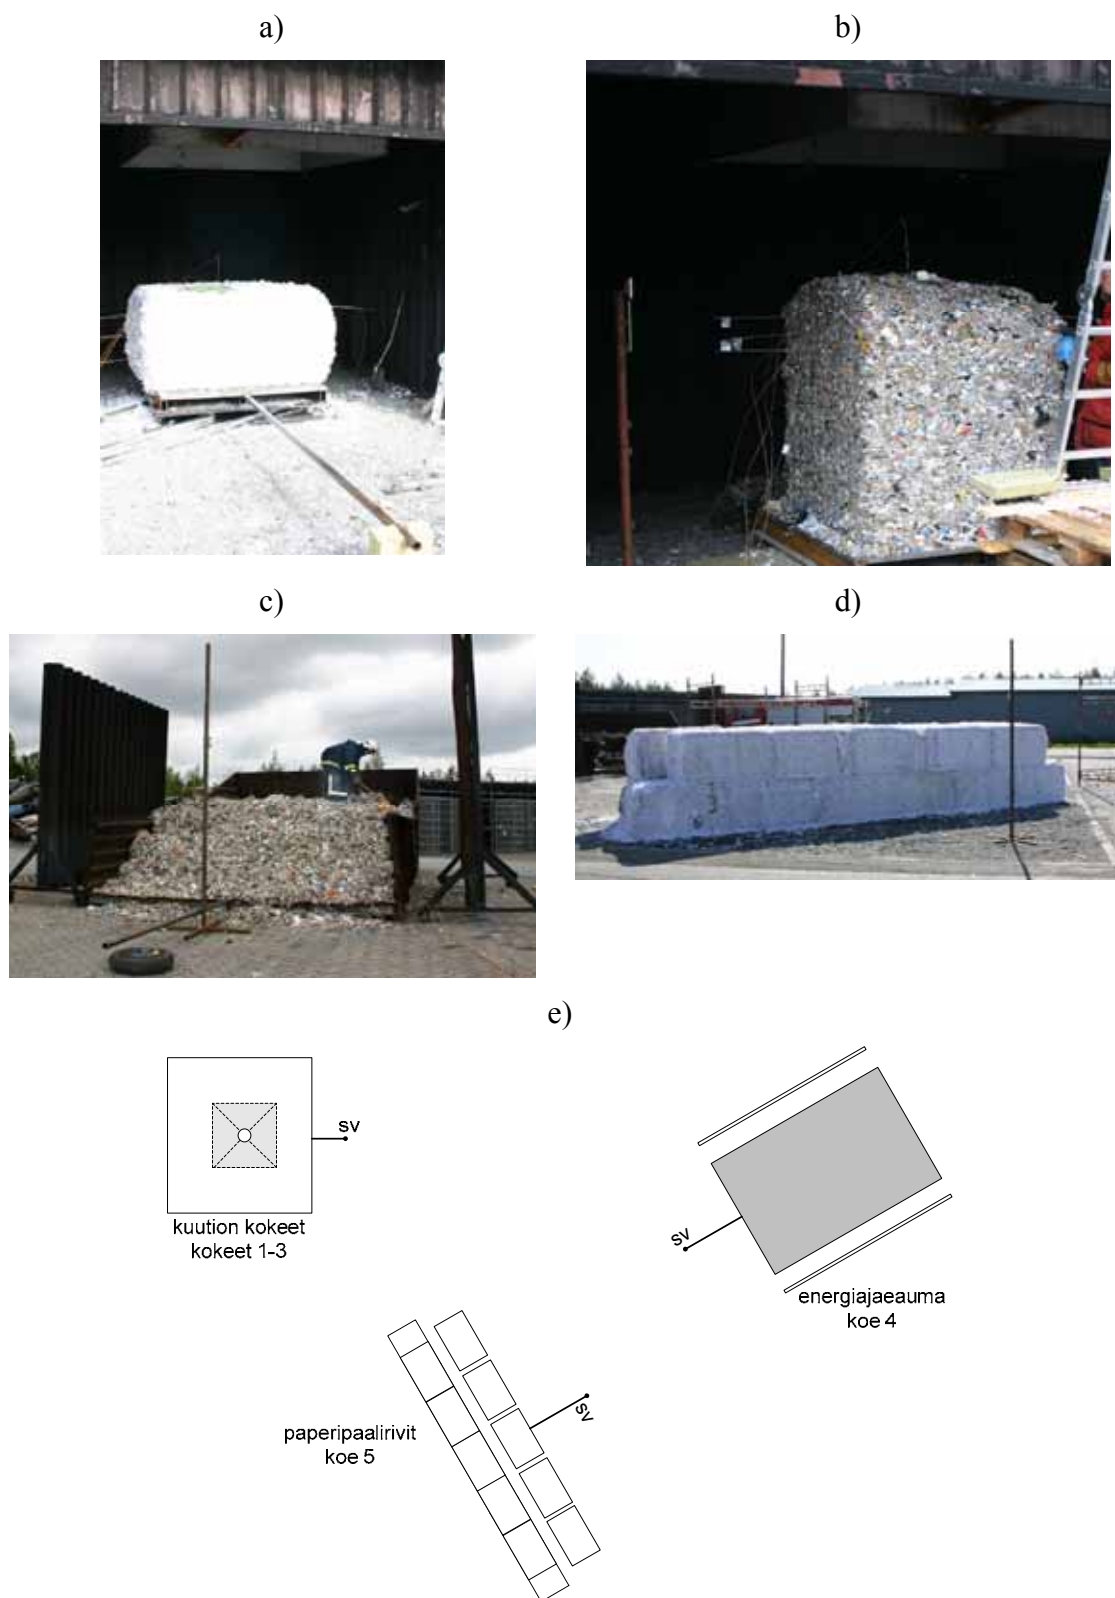 a)
b)
c)
d)
e)
sv
kuution kokeet
kokeet 1-3
sv
energiajaeauma
koe 4
sv
paperipaalirivit
koe 5